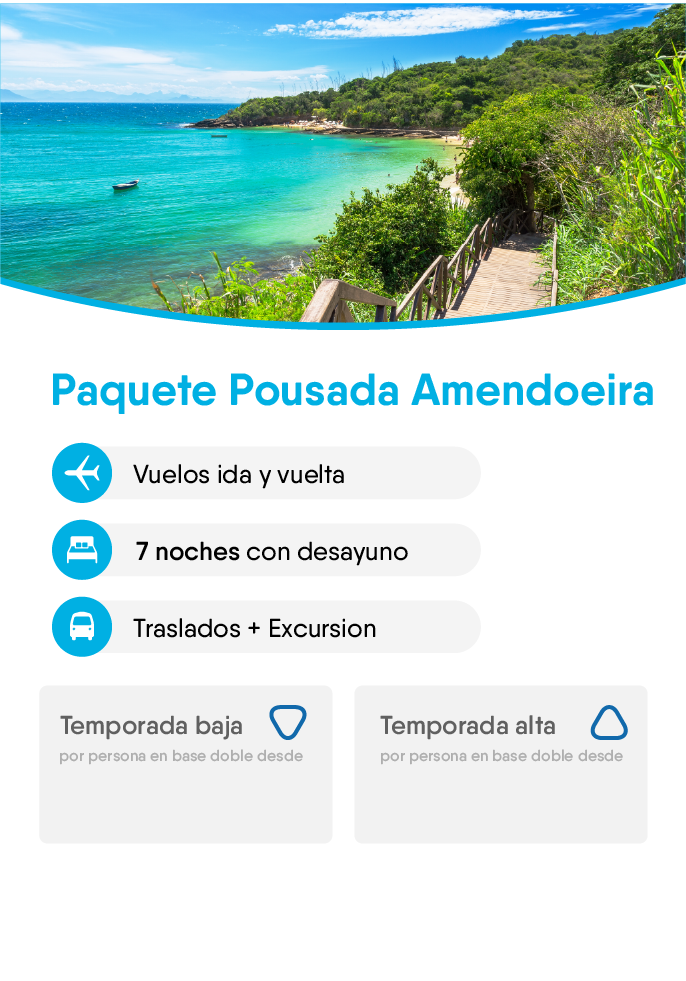 Paquete Pousada Amendoeira
Vuelos ida y vuelta
7 noches con desayuno
Traslados + Excursion
Temporada baja
por persona en base doble desde
Temporada alta
por persona en base doble desde